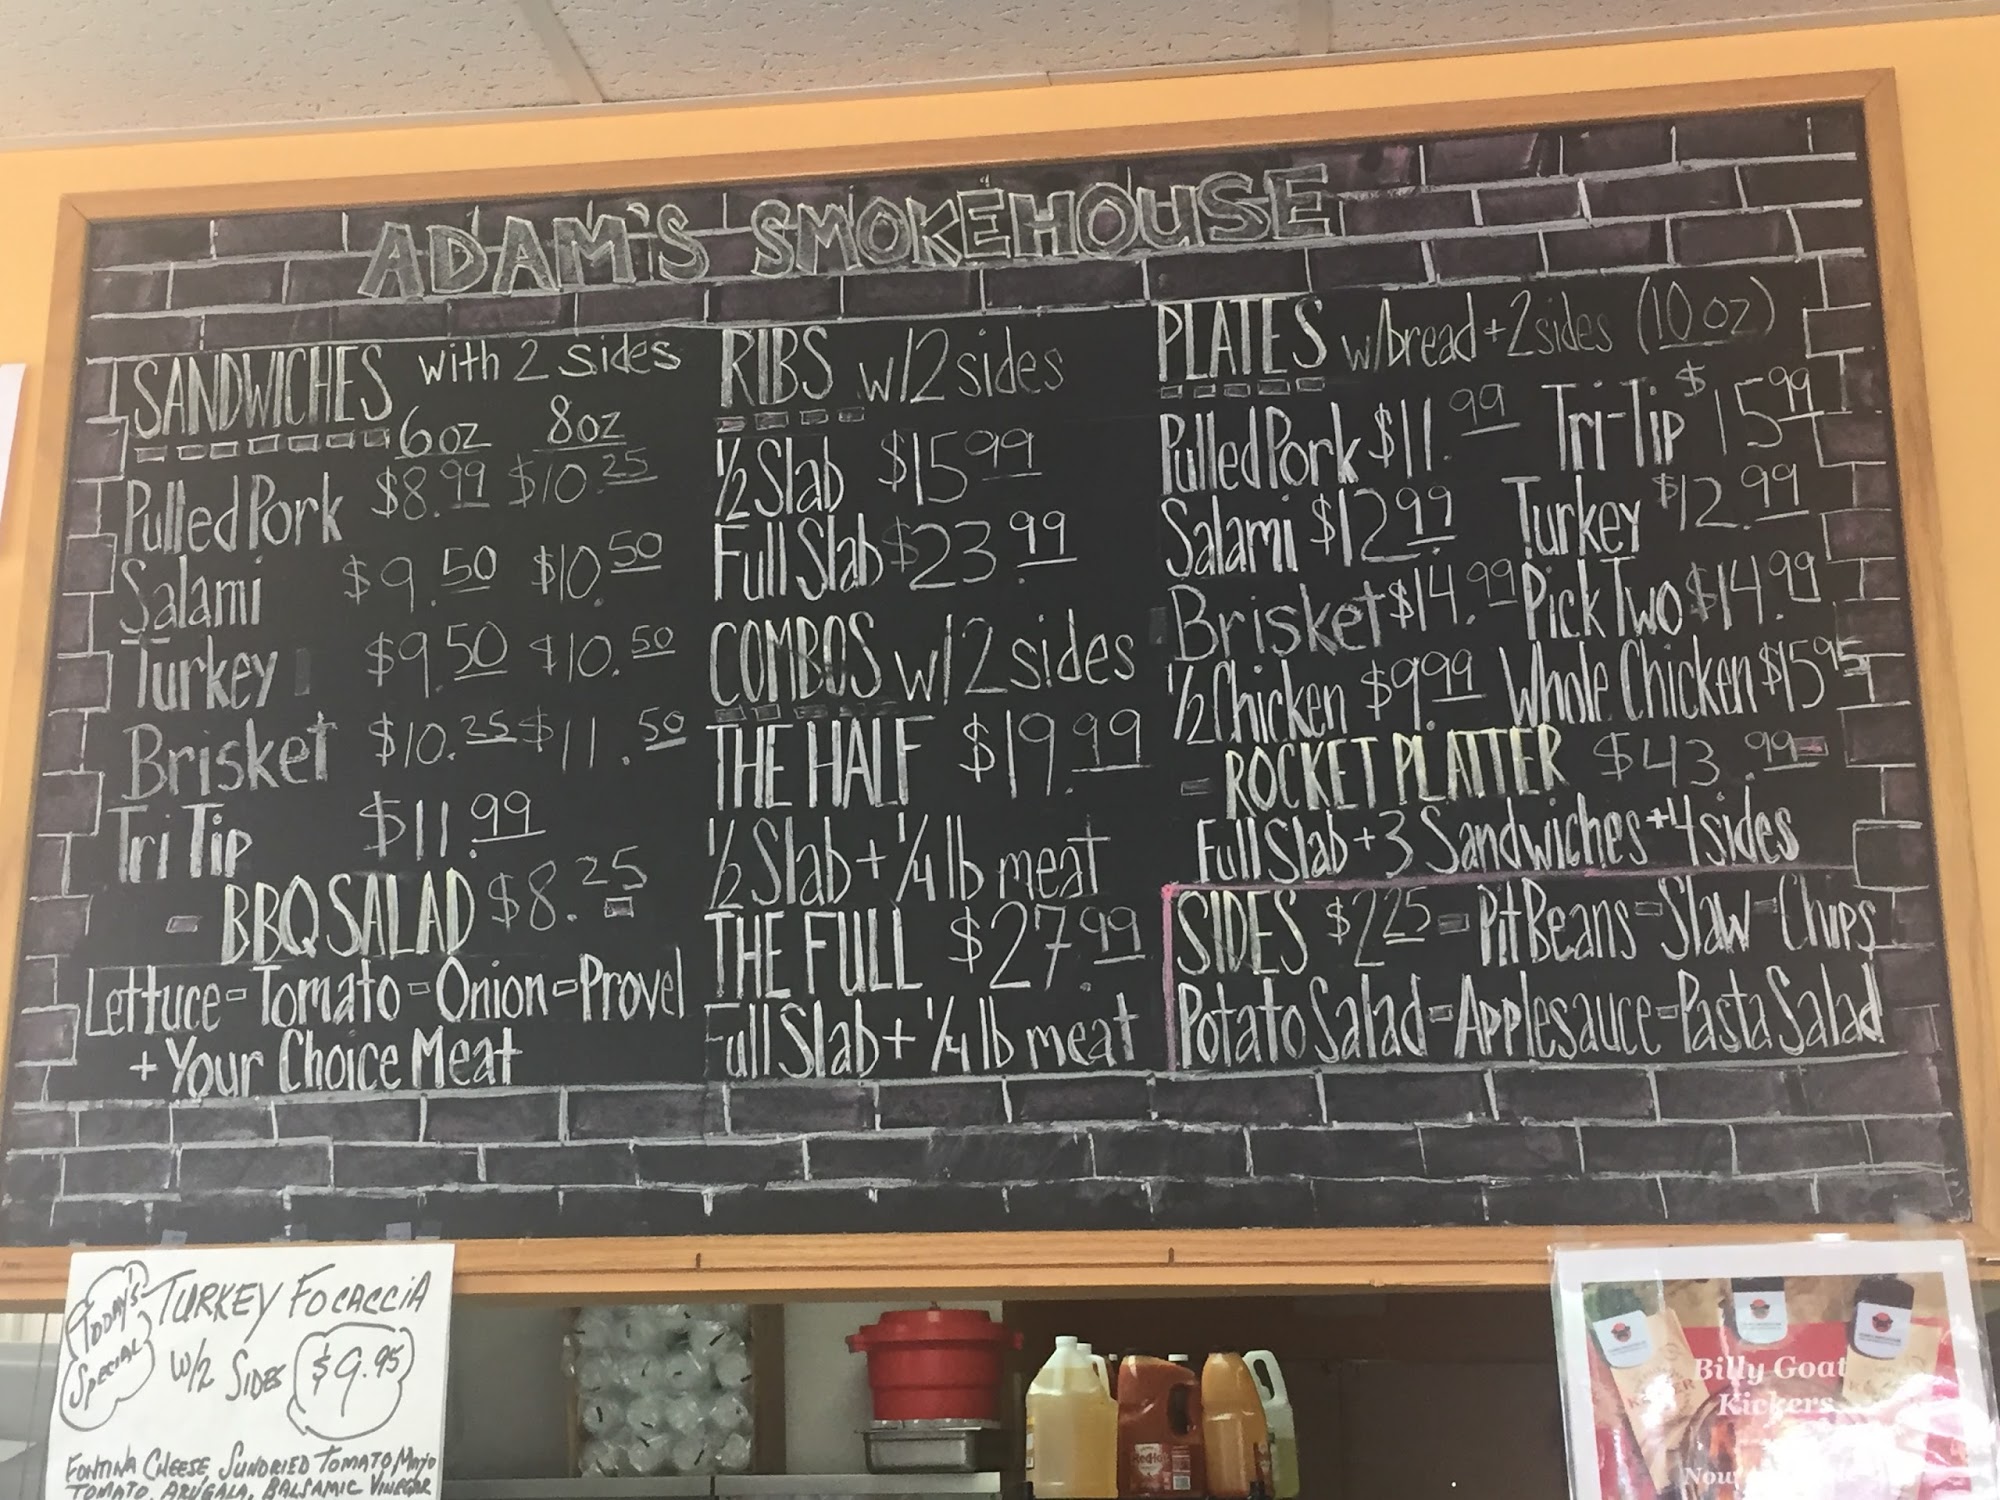 ADAM'S SMOKEHOUSE
SANDWICHES with 2 sides
6oz 8oz
Pulled Pork $8.99 $10.25
Salami $9.50 $10.50
Turkey $9.50 $10.50
Brisket $10.25 $11.50
Tri Tip $11.99
- BBQ SALAD $8.25 -
Lettuce - Tomato - Onion - Provel
+ Your Choice Meat
RIBS w/2 sides
1/2 Slab $15.99
Full Slab $23.99
COMBOS w/2 sides
THE HALF $19.99
1/2 Slab + 1/4 lb meat
THE FULL $27.99
Full Slab + 1/4 lb meat
PLATES w/bread + 2 sides (10 oz)
Pulled Pork $11.99 Tri-Tip $15.99
Salami $12.99 Turkey $12.99
Brisket $14.99 Pick Two $14.99
1/2 Chicken $9.99 Whole Chicken $15.95
- ROCKET PLATTER $43.99 -
Full Slab + 3 Sandwiches + 4 sides
SIDES $2.25 - Pit Beans - Slaw - Chips
Potato Salad - Applesauce - Pasta Salad
TODAY'S SPECIAL
TURKEY FOCACCIA
W/2 SIDES $9.95
FONTINA CHEESE, SUNDRIED TOMATO MAYO
TOMATO, ARUGALA, BALSAMIC VINEGAR
RedHot
Billy Goat
Kickers
Now